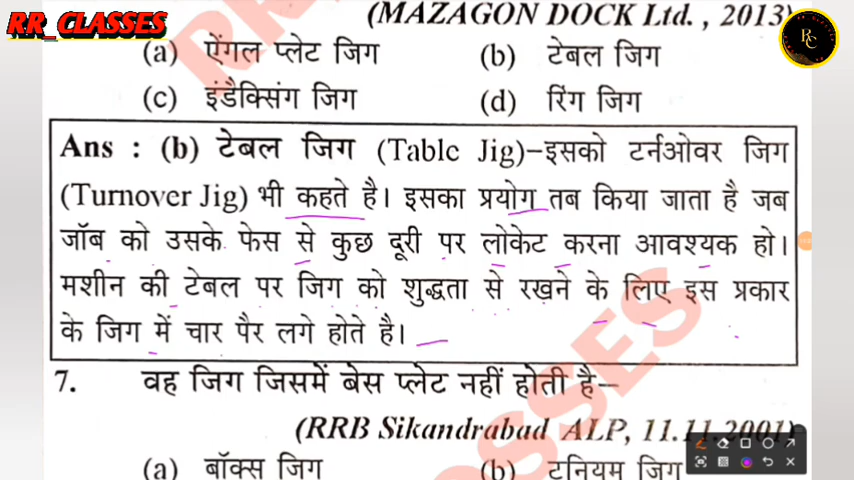 RR_CLASSES
(MAZAGON DOCK Ltd. , 2013)
RC
(a) ऐंगल प्लेट जिग (b) टेबल जिग
(c) इंडैक्सिंग जिग (d) रिंग जिग
Ans : (b) टेबल जिग (Table Jig)–इसको टर्नओवर जिग
(Turnover Jig) भी कहते है। इसका प्रयोग तब किया जाता है जब
जॉब को उसके फेस से कुछ दूरी पर लोकेट करना आवश्यक हो।
मशीन की टेबल पर जिग को शुद्धता से रखने के लिए इस प्रकार
के जिग में चार पैर लगे होते है।
7. वह जिग जिसमें बेस प्लेट नहीं होती है–
(RRB Sikandrabad ALP, 11.11.2001)
(a) बॉक्स जिग (b) टनियम जिग